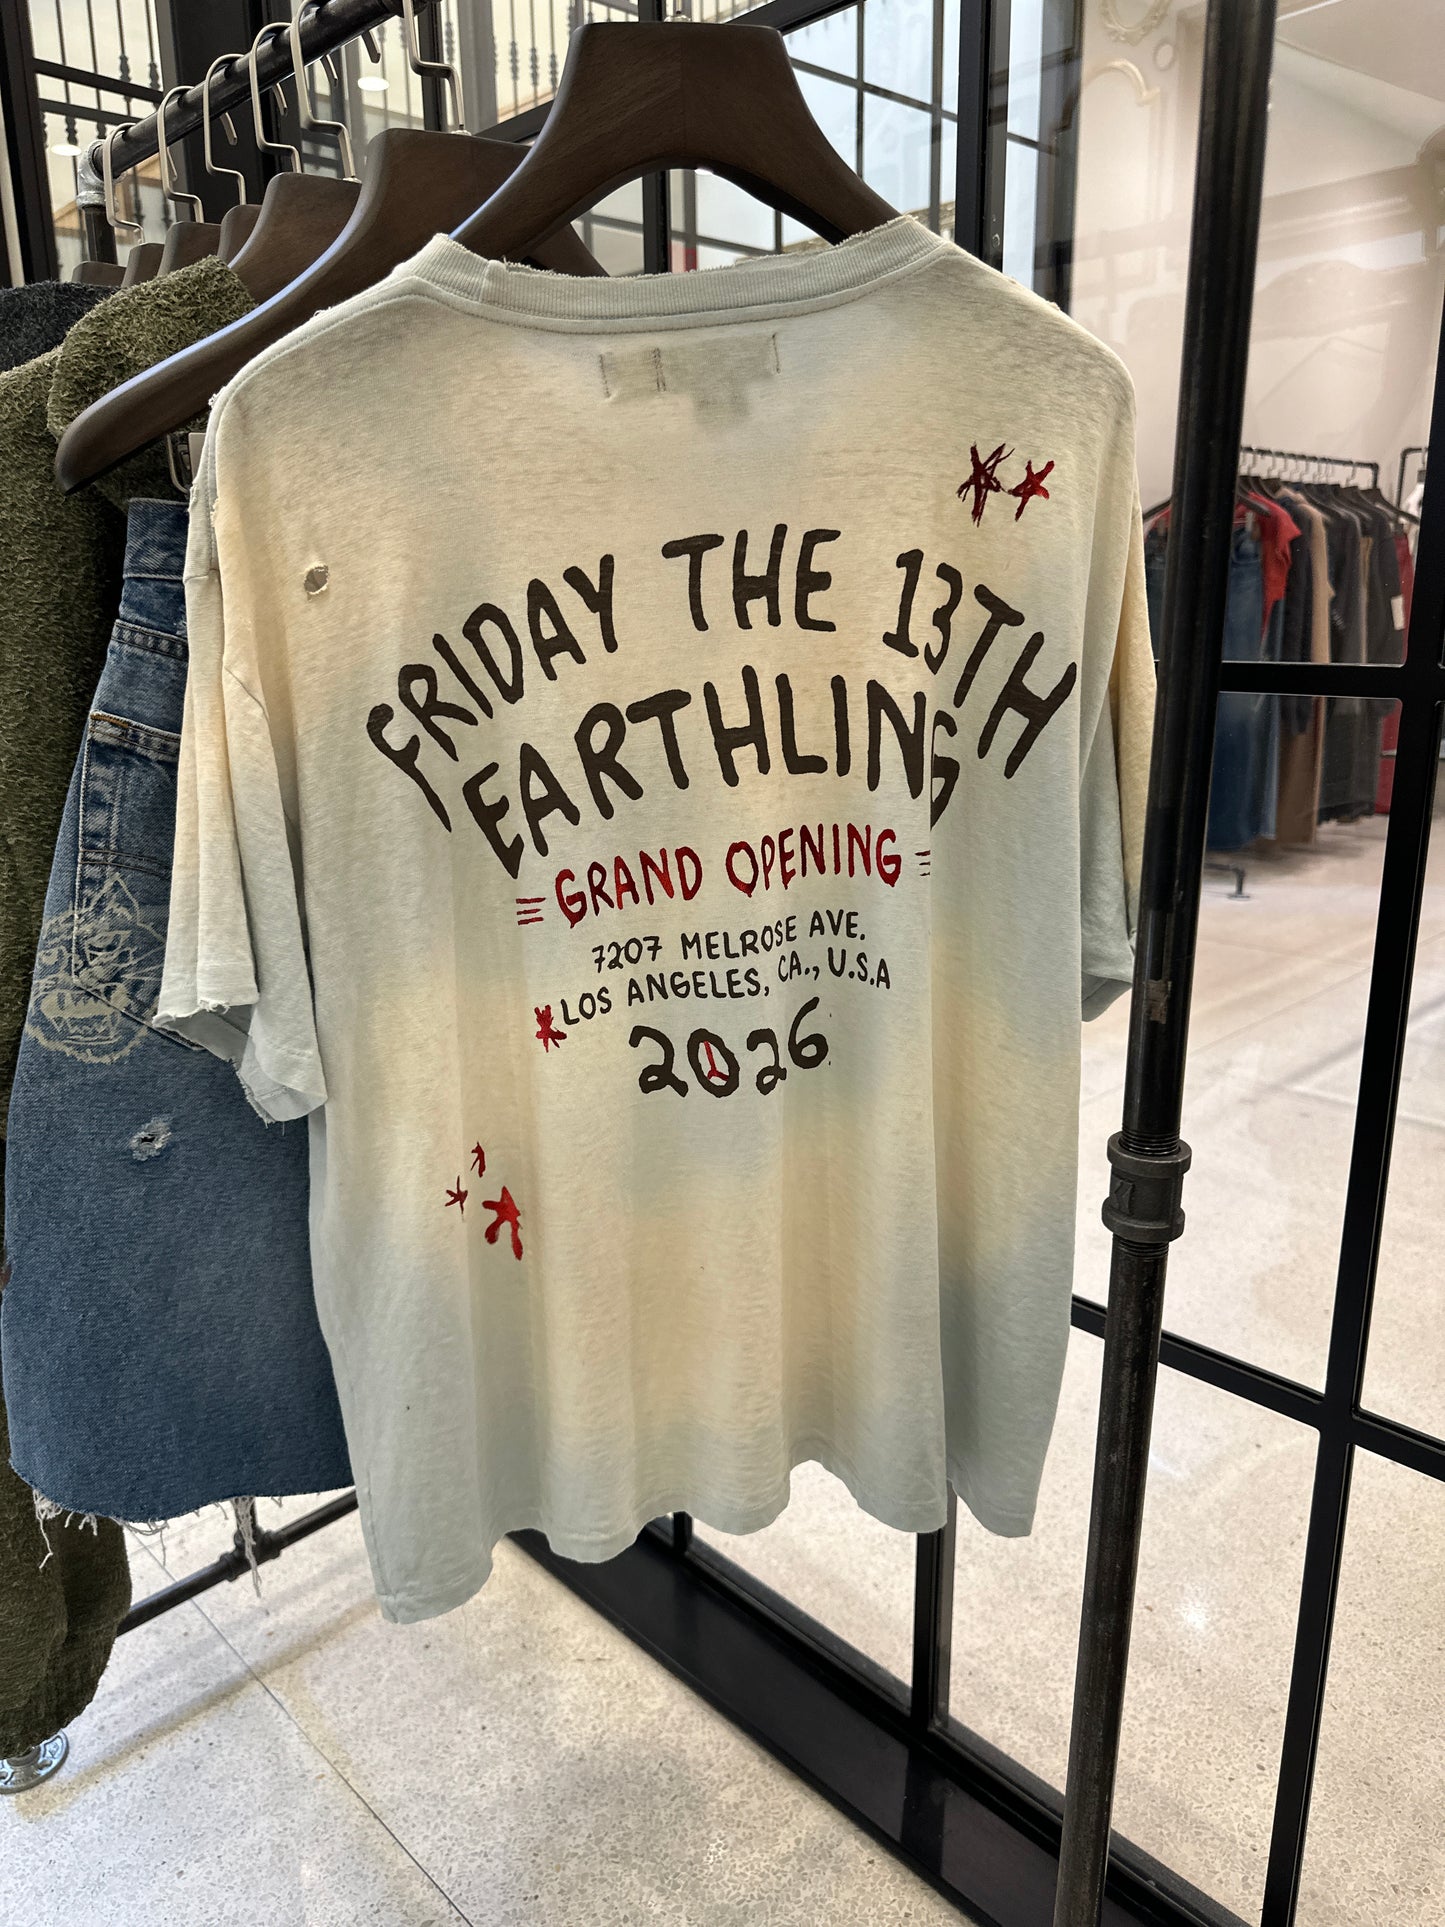 FRIDAY THE 13TH
EARTHLING
GRAND OPENING
7207 MELROSE AVE.
LOS ANGELES, CA., U.S.A
2026